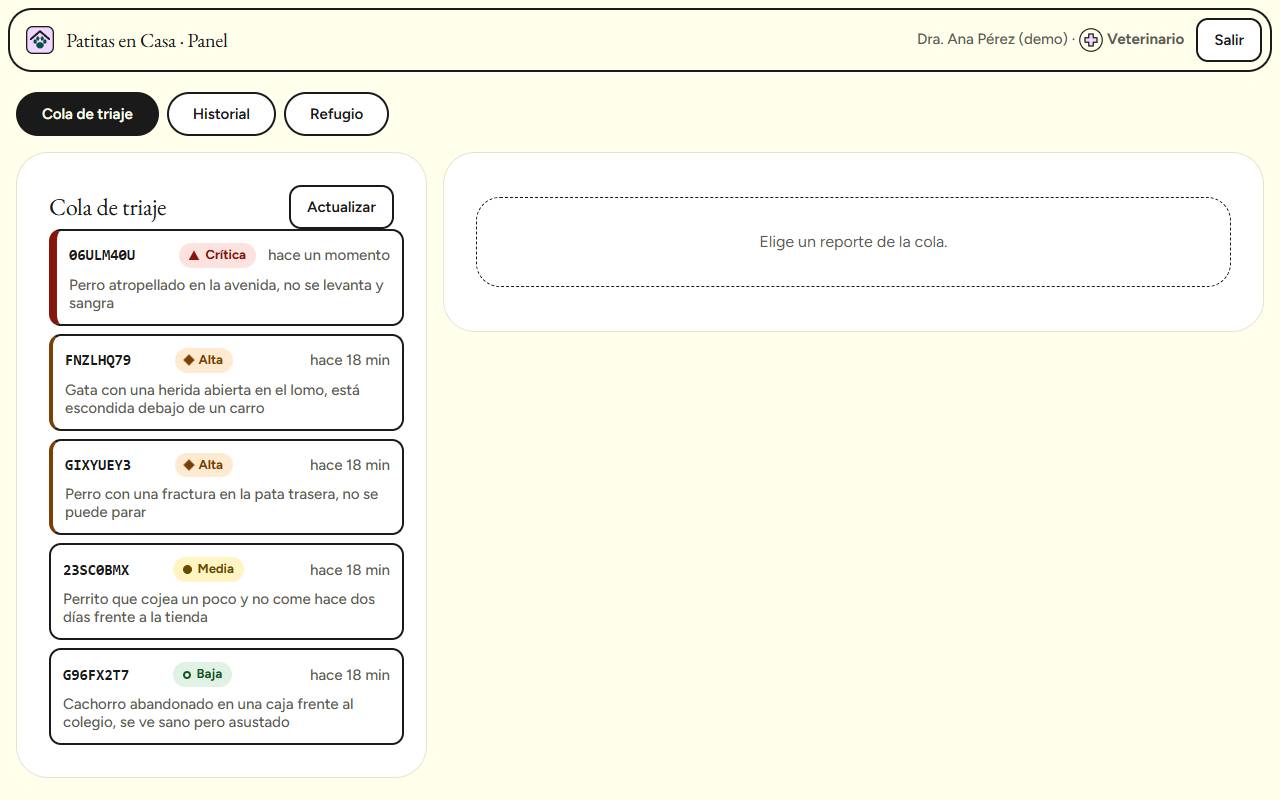 Patitas en Casa · Panel
Dra. Ana Pérez (demo) · Veterinario
Salir
Cola de triaje
Historial
Refugio
Cola de triaje
Actualizar
06ULM40U Crítica hace un momento
Perro atropellado en la avenida, no se levanta y
sangra
FNZLHQ79 Alta hace 18 min
Gata con una herida abierta en el lomo, está
escondida debajo de un carro
GIXYUEY3 Alta hace 18 min
Perro con una fractura en la pata trasera, no se
puede parar
23SC0BMX Media hace 18 min
Perrito que cojea un poco y no come hace dos
días frente a la tienda
G96FX2T7 Baja hace 18 min
Cachorro abandonado en una caja frente al
colegio, se ve sano pero asustado
Elige un reporte de la cola.